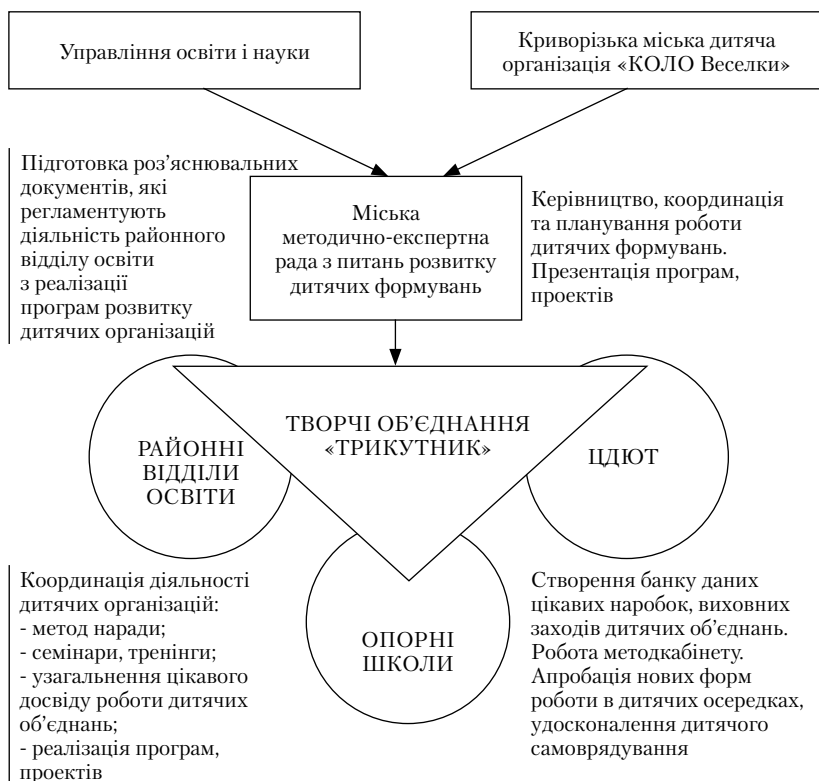 Управління освіти і науки
Криворізька міська дитяча
організація «КОЛО Веселки»
Підготовка роз’яснювальних
документів, які
регламентують
діяльність районного
відділу освіти
з реалізації
програм розвитку
дитячих організацій
Міська
методично-експертна
рада з питань розвитку
дитячих формувань
Керівництво, координація
та планування роботи
дитячих формувань.
Презентація програм,
проектів
ТВОРЧІ ОБ’ЄДНАННЯ
«ТРИКУТНИК»
РАЙОННІ
ВІДДІЛИ
ОСВІТИ
ЦДЮТ
ОПОРНІ
ШКОЛИ
Координація діяльності
дитячих організацій:
- метод наради;
- семінари, тренінги;
- узагальнення цікавого
досвіду роботи дитячих
об’єднань;
- реалізація програм,
проектів
Створення банку даних
цікавих наробок, виховних
заходів дитячих об’єднань.
Робота методкабінету.
Апробація нових форм
роботи в дитячих осередках,
удосконалення дитячого
самоврядування